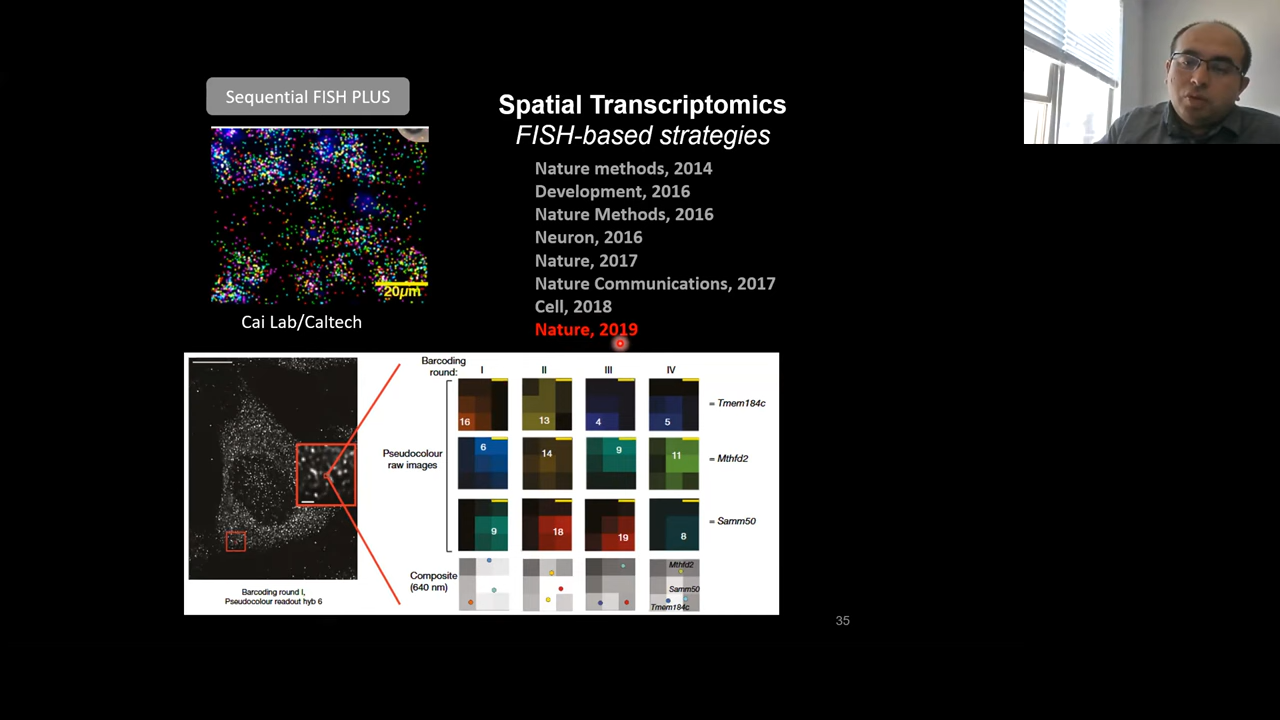 Sequential FISH PLUS
20µm
Cai Lab/Caltech
Spatial Transcriptomics
FISH-based strategies
Nature methods, 2014
Development, 2016
Nature Methods, 2016
Neuron, 2016
Nature, 2017
Nature Communications, 2017
Cell, 2018
Nature, 2019
Barcoding round I,
Pseudocolour readout hyb 6
Barcoding
round:
I II III IV
Pseudocolour
raw images
16 13 4 5 = Tmem184c
6 14 9 11 = Mthfd2
9 18 19 8 = Samm50
Composite
(640 nm)
Mthfd2
Samm50
Tmem184c
35